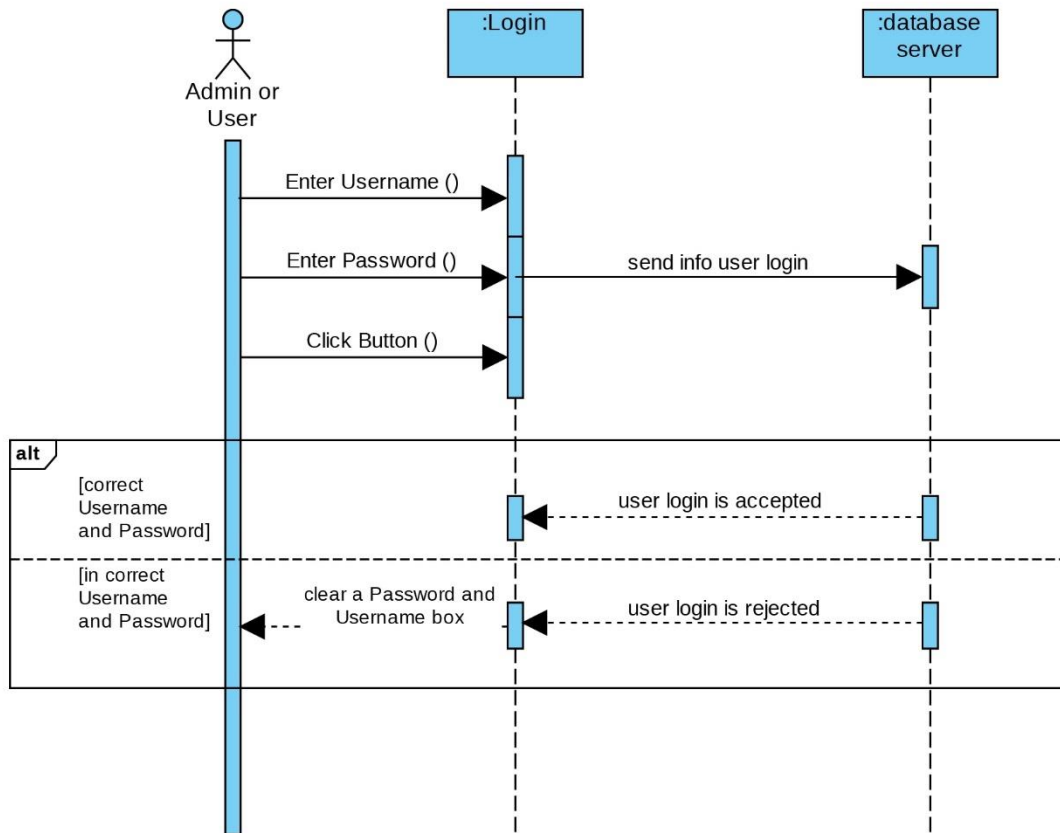 :Login
:database
server
Admin or
User
Enter Username ()
Enter Password ()
send info user login
Click Button ()
alt
[correct
Username
and Password]
user login is accepted
[in correct
Username
and Password]
clear a Password and
Username box
user login is rejected